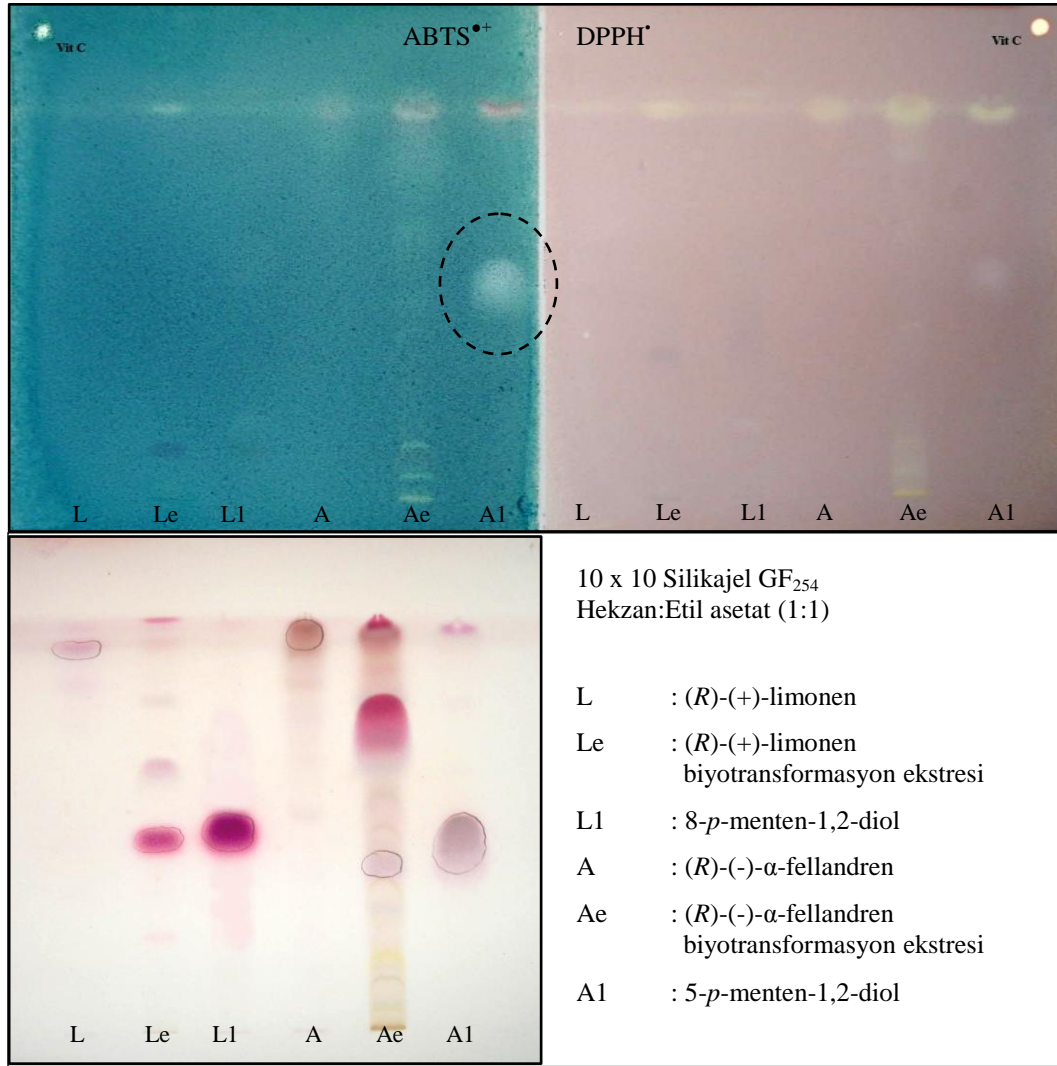 Vit C
ABTS•+
DPPH•
Vit C
L Le L1 A Ae A1
L Le L1 A Ae A1
10 x 10 Silikajel GF254
Hekzan:Etil asetat (1:1)
L : (R)-(+)-limonen
Le : (R)-(+)-limonen
biyotransformasyon ekstresi
L1 : 8-p-menten-1,2-diol
A : (R)-(-)-α-fellandren
Ae : (R)-(-)-α-fellandren
biyotransformasyon ekstresi
A1 : 5-p-menten-1,2-diol
L Le L1 A Ae A1